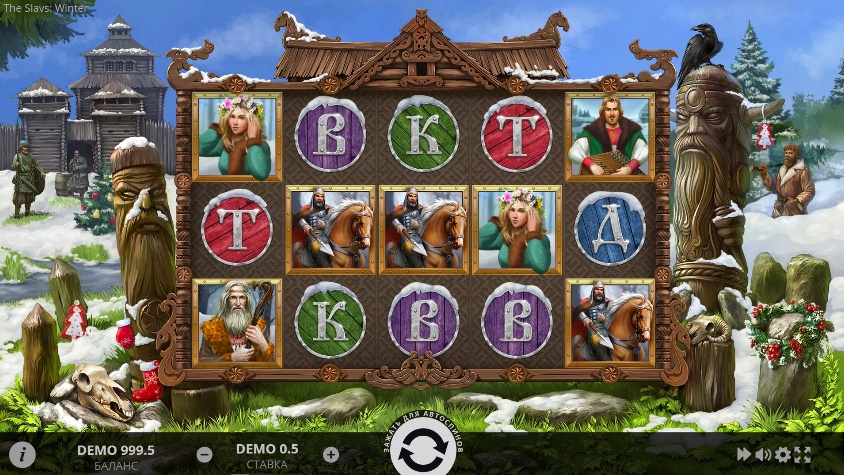 The Slavs: Winter
В К Т
Т Д
К В В
i
DEMO 999.5
БАЛАНС
DEMO 0.5
СТАВКА
ЗАЖАТЬ ДЛЯ АВТОСПИНОВ